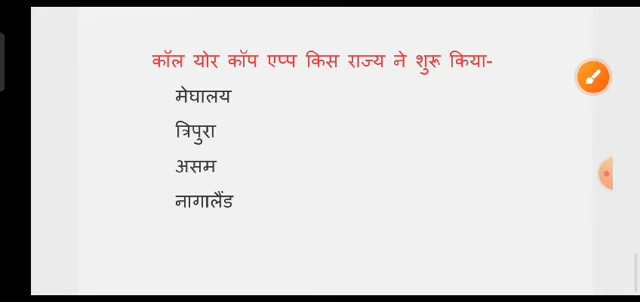 कॉल योर कॉप एप्प किस राज्य ने शुरू किया-
मेघालय
त्रिपुरा
असम
नागालैंड